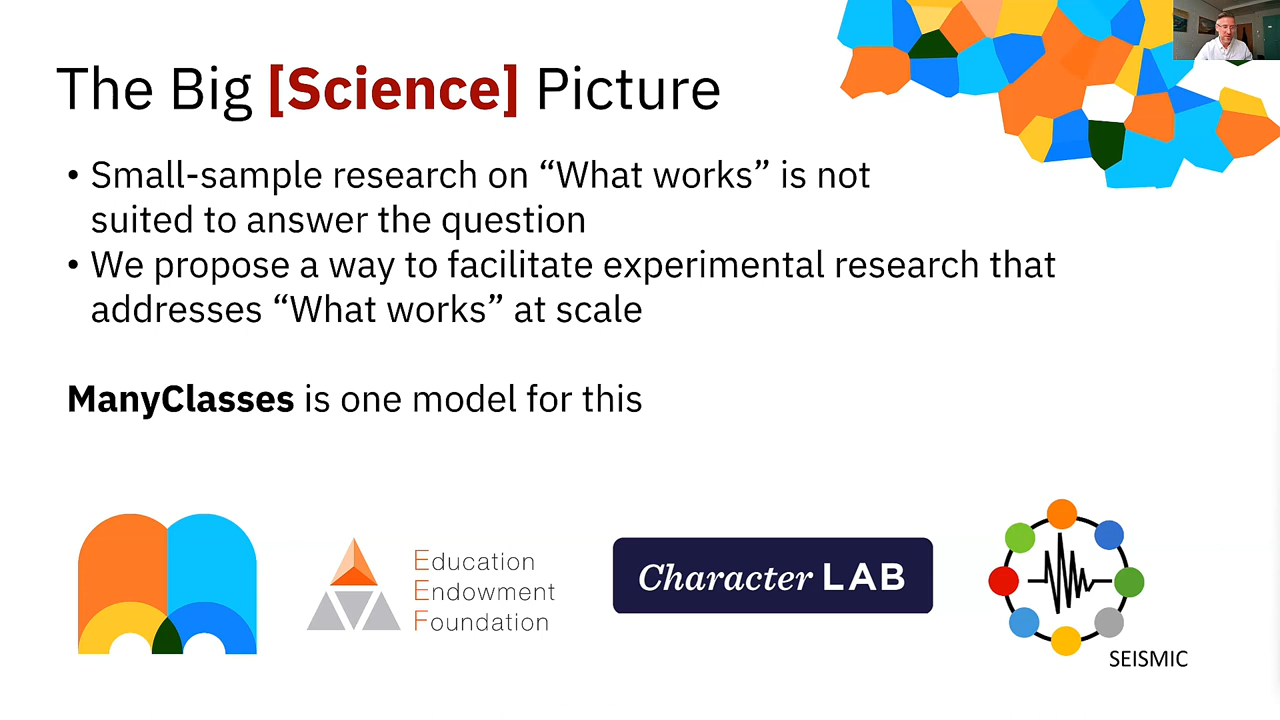 The Big [Science] Picture
• Small-sample research on “What works” is not
suited to answer the question
• We propose a way to facilitate experimental research that
addresses “What works” at scale
ManyClasses is one model for this
Education
Endowment
Foundation
Character LAB
SEISMIC